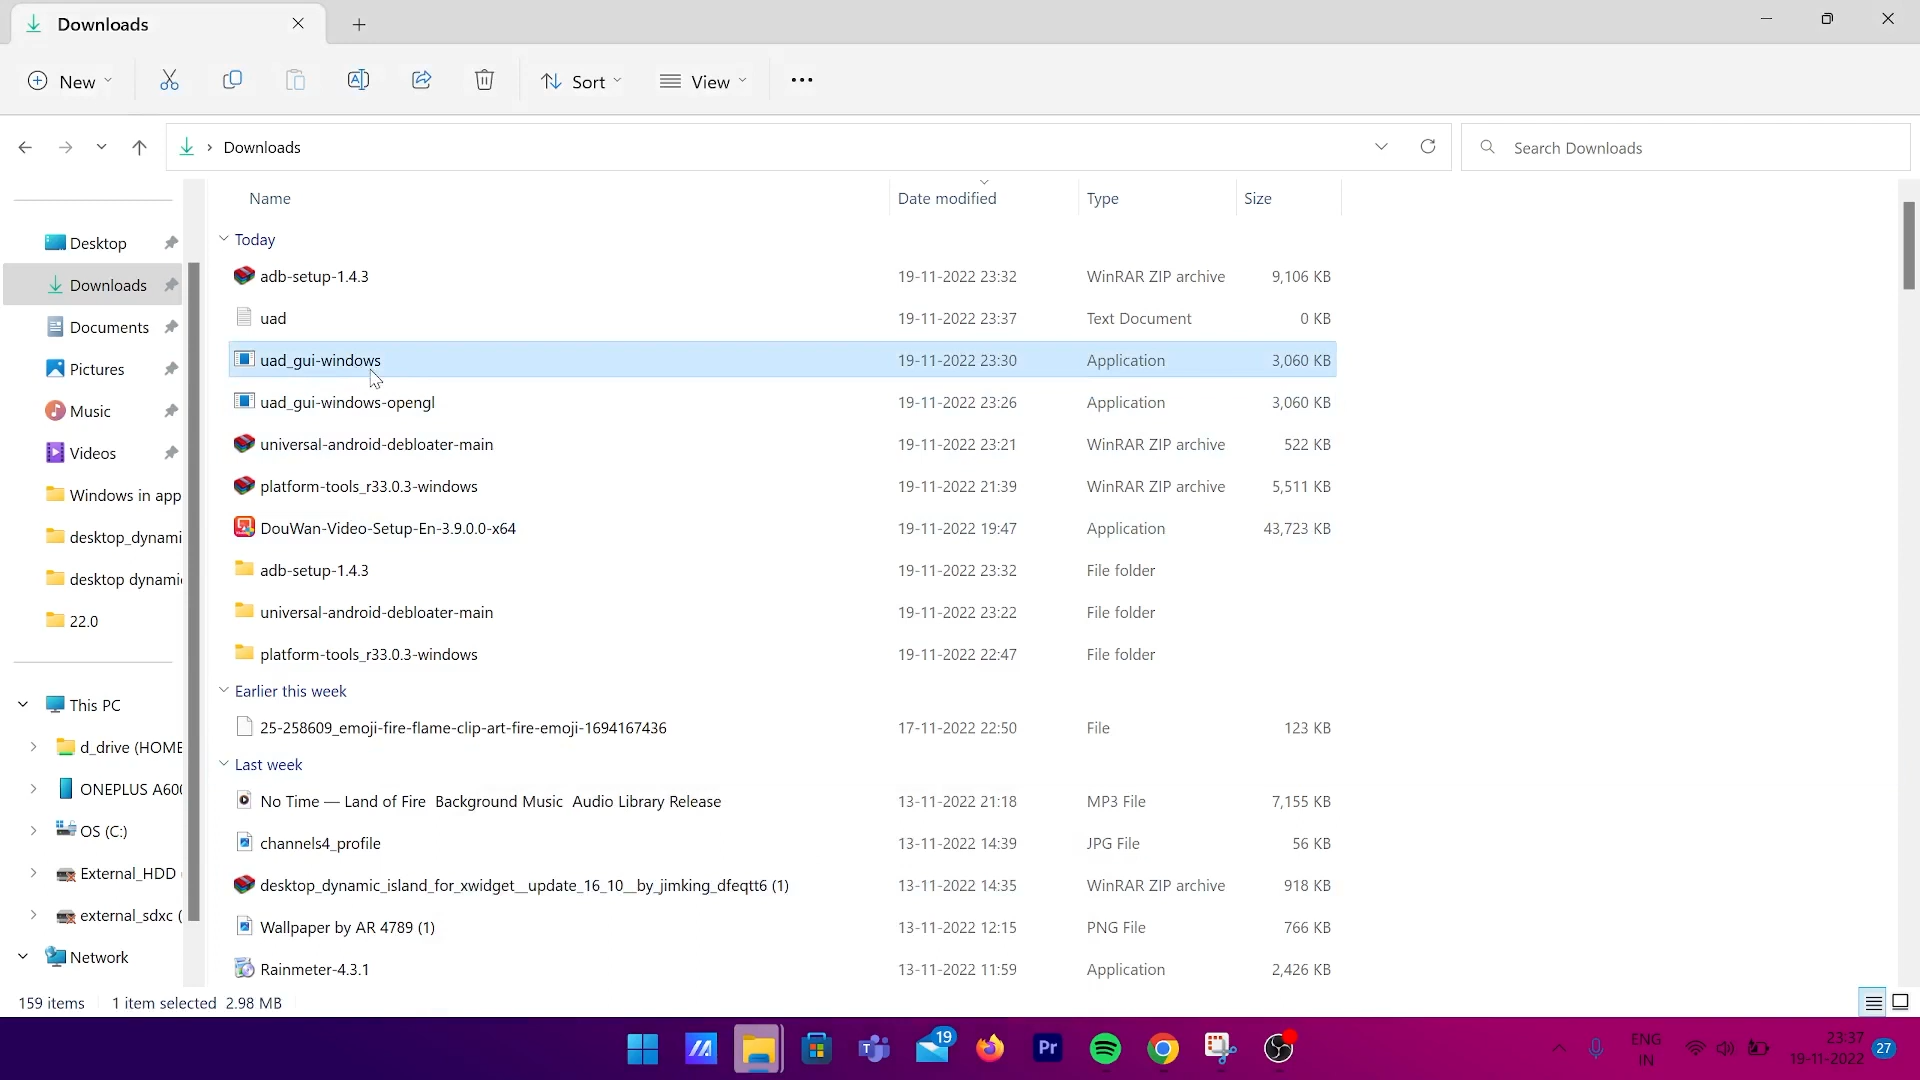 Downloads
New
Sort
View
Downloads
Search Downloads
Name
Date modified
Type
Size
Desktop
Downloads
Documents
Pictures
Music
Videos
Windows in app
desktop_dynami
desktop dynamic
22.0
This PC
d_drive (HOME
ONEPLUS A600
OS (C:)
External_HDD
external_sdxc (
Network
Today
adb-setup-1.4.3 19-11-2022 23:32 WinRAR ZIP archive 9,106 KB
uad 19-11-2022 23:37 Text Document 0 KB
uad_gui-windows 19-11-2022 23:30 Application 3,060 KB
uad_gui-windows-opengl 19-11-2022 23:26 Application 3,060 KB
universal-android-debloater-main 19-11-2022 23:21 WinRAR ZIP archive 522 KB
platform-tools_r33.0.3-windows 19-11-2022 21:39 WinRAR ZIP archive 5,511 KB
DouWan-Video-Setup-En-3.9.0.0-x64 19-11-2022 19:47 Application 43,723 KB
adb-setup-1.4.3 19-11-2022 23:32 File folder
universal-android-debloater-main 19-11-2022 23:22 File folder
platform-tools_r33.0.3-windows 19-11-2022 22:47 File folder
Earlier this week
25-258609_emoji-fire-flame-clip-art-fire-emoji-1694167436 17-11-2022 22:50 File 123 KB
Last week
No Time — Land of Fire Background Music Audio Library Release 13-11-2022 21:18 MP3 File 7,155 KB
channels4_profile 13-11-2022 14:39 JPG File 56 KB
desktop_dynamic_island_for_xwidget__update_16_10__by_jimking_dfeqtt6 (1) 13-11-2022 14:35 WinRAR ZIP archive 918 KB
Wallpaper by AR 4789 (1) 13-11-2022 12:15 PNG File 766 KB
Rainmeter-4.3.1 13-11-2022 11:59 Application 2,426 KB
159 items 1 item selected 2.98 MB
19
Pr
ENG
IN
23:37
19-11-2022
27